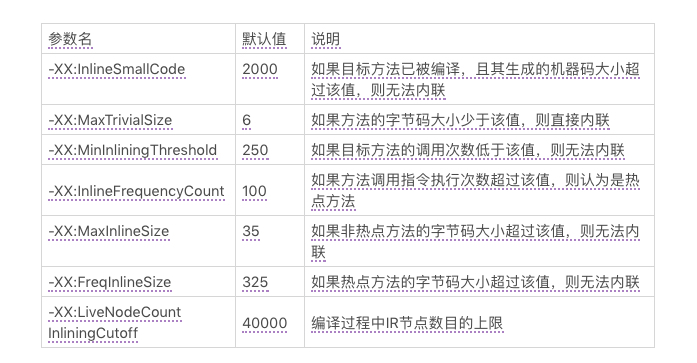 参数名 默认值 说明
-XX:InlineSmallCode 2000 如果目标方法已被编译，且其生成的机器码大小超
过该值，则无法内联
-XX:MaxTrivialSize 6 如果方法的字节码大小少于该值，则直接内联
-XX:MinInliningThreshold 250 如果目标方法的调用次数低于该值，则无法内联
-XX:InlineFrequencyCount 100 如果方法调用指令执行次数超过该值，则认为是热
点方法
-XX:MaxInlineSize 35 如果非热点方法的字节码大小超过该值，则无法内
联
-XX:FreqInlineSize 325 如果热点方法的字节码大小超过该值，则无法内联
-XX:LiveNodeCount
InliningCutoff 40000 编译过程中IR节点数目的上限